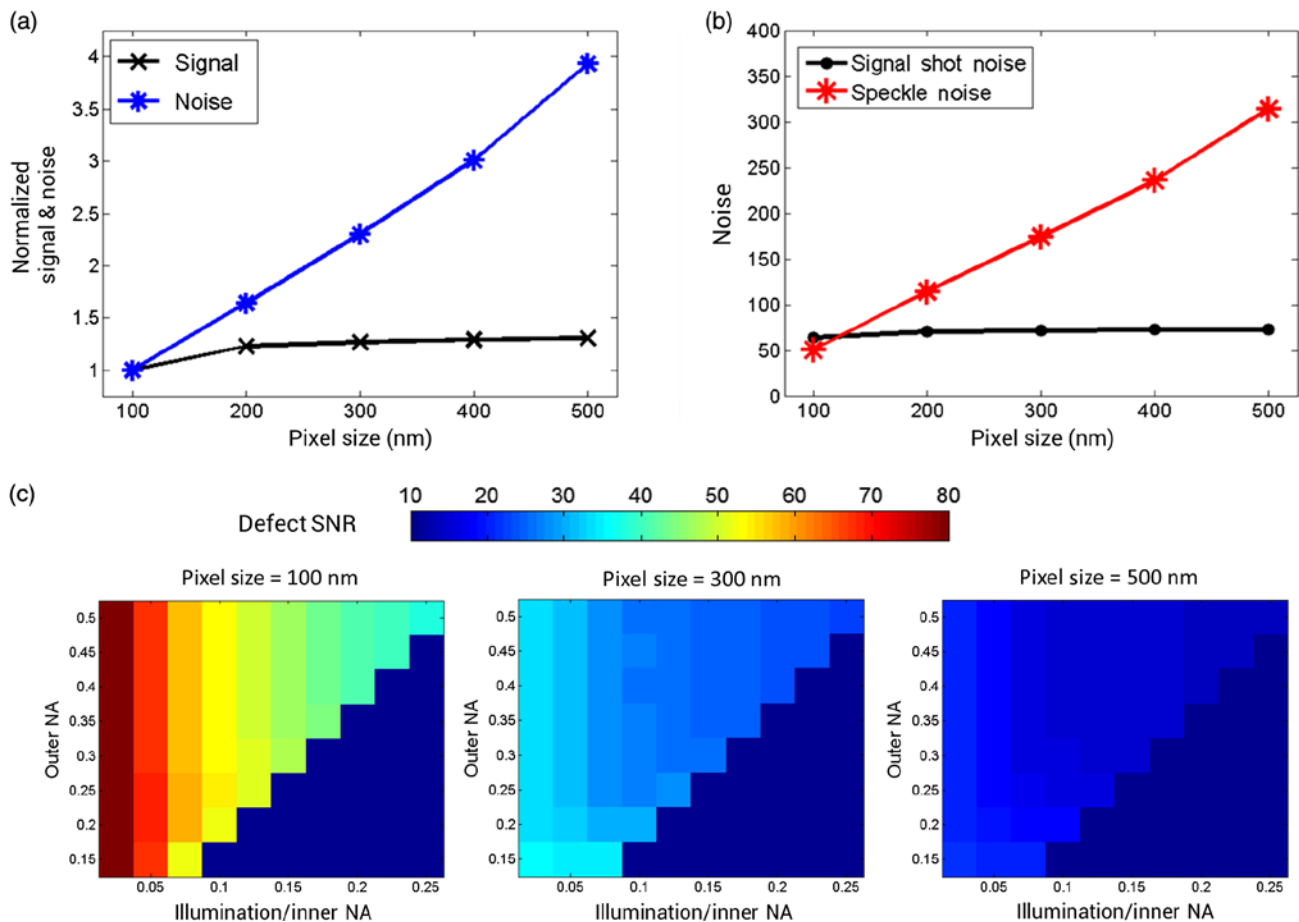 (a)
Normalized
signal & noise
4
3.5
3
2.5
2
1.5
1
Signal
Noise
100 200 300 400 500
Pixel size (nm)
(b)
Noise
400
350
300
250
200
150
100
50
0
Signal shot noise
Speckle noise
100 200 300 400 500
Pixel size (nm)
(c)
10 20 30 40 50 60 70 80
Defect SNR
Pixel size = 100 nm
Outer NA
0.5
0.45
0.4
0.35
0.3
0.25
0.2
0.15
0.05 0.1 0.15 0.2 0.25
Illumination/inner NA
Pixel size = 300 nm
Outer NA
0.5
0.45
0.4
0.35
0.3
0.25
0.2
0.15
0.05 0.1 0.15 0.2 0.25
Illumination/inner NA
Pixel size = 500 nm
Outer NA
0.5
0.45
0.4
0.35
0.3
0.25
0.2
0.15
0.05 0.1 0.15 0.2 0.25
Illumination/inner NA